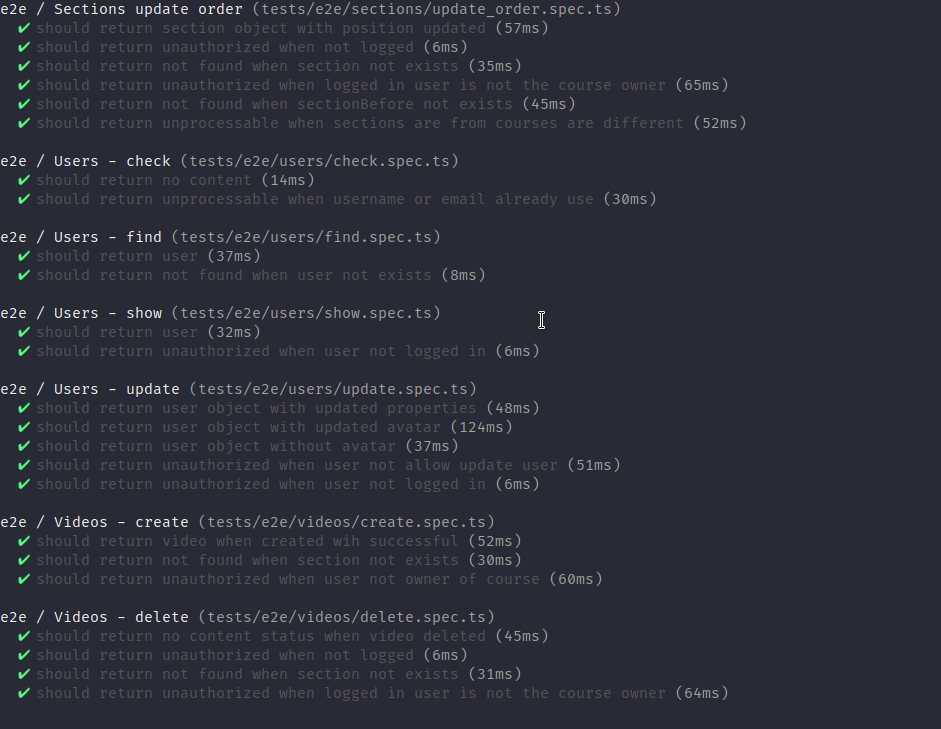 e2e / Sections update order (tests/e2e/sections/update_order.spec.ts)
✔ should return section object with position updated (57ms)
✔ should return unauthorized when not logged (6ms)
✔ should return not found when section not exists (35ms)
✔ should return unauthorized when logged in user is not the course owner (65ms)
✔ should return not found when sectionBefore not exists (45ms)
✔ should return unprocessable when sections are from courses are different (52ms)
e2e / Users - check (tests/e2e/users/check.spec.ts)
✔ should return no content (14ms)
✔ should return unprocessable when username or email already use (30ms)
e2e / Users - find (tests/e2e/users/find.spec.ts)
✔ should return user (37ms)
✔ should return not found when user not exists (8ms)
e2e / Users - show (tests/e2e/users/show.spec.ts)
✔ should return user (32ms)
✔ should return unauthorized when user not logged in (6ms)
e2e / Users - update (tests/e2e/users/update.spec.ts)
✔ should return user object with updated properties (48ms)
✔ should return user object with updated avatar (124ms)
✔ should return user object without avatar (37ms)
✔ should return unauthorized when user not allow update user (51ms)
✔ should return unauthorized when user not logged in (6ms)
e2e / Videos - create (tests/e2e/videos/create.spec.ts)
✔ should return video when created wih successful (52ms)
✔ should return not found when section not exists (30ms)
✔ should return unauthorized when user not owner of course (60ms)
e2e / Videos - delete (tests/e2e/videos/delete.spec.ts)
✔ should return no content status when video deleted (45ms)
✔ should return unauthorized when not logged (6ms)
✔ should return not found when section not exists (31ms)
✔ should return unauthorized when logged in user is not the course owner (64ms)